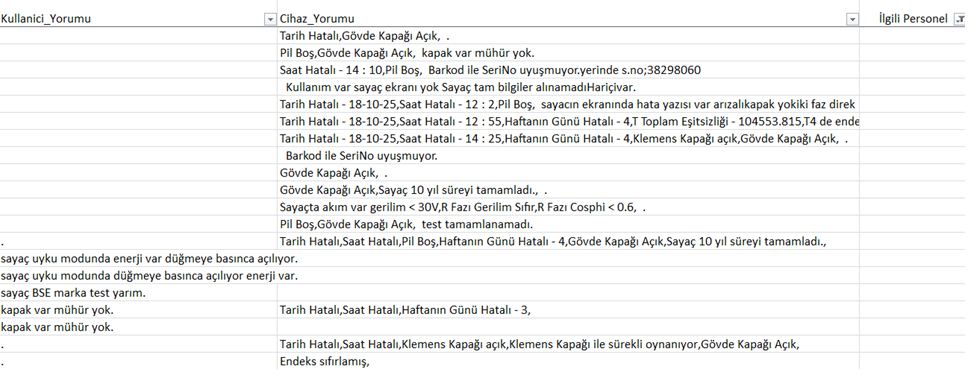 Kullanici_Yorumu Cihaz_Yorumu İlgili Personel
Tarih Hatalı,Gövde Kapağı Açık, .
Pil Boş,Gövde Kapağı Açık, kapak var mühür yok.
Saat Hatalı - 14 : 10,Pil Boş, Barkod ile SeriNo uyuşmuyor.yerinde s.no;38298060
Kullanım var sayaç ekranı yok Sayaç tam bilgiler alınamadıHariçivar.
Tarih Hatalı - 18-10-25,Saat Hatalı - 12 : 2,Pil Boş, sayacın ekranında hata yazısı var arızalıkapak yokiki faz direk
Tarih Hatalı - 18-10-25,Saat Hatalı - 12 : 55,Haftanın Günü Hatalı - 4,T Toplam Eşitsizliği - 104553.815,T4 de ende
Tarih Hatalı - 18-10-25,Saat Hatalı - 14 : 25,Haftanın Günü Hatalı - 4,Klemens Kapağı açık,Gövde Kapağı Açık, .
Barkod ile SeriNo uyuşmuyor.
Gövde Kapağı Açık, .
Gövde Kapağı Açık,Sayaç 10 yıl süreyi tamamladı., .
Sayaçta akım var gerilim < 30V,R Fazı Gerilim Sıfır,R Fazı Cosphi < 0.6, .
Pil Boş,Gövde Kapağı Açık, test tamamlanamadı.
. Tarih Hatalı,Saat Hatalı,Pil Boş,Haftanın Günü Hatalı - 4,Gövde Kapağı Açık,Sayaç 10 yıl süreyi tamamladı.,
sayaç uyku modunda enerji var düğmeye basınca açılıyor.
sayaç uyku modunda düğmeye basınca açılıyor enerji var.
sayaç BSE marka test yarım.
kapak var mühür yok. Tarih Hatalı,Saat Hatalı,Haftanın Günü Hatalı - 3,
kapak var mühür yok.
. Tarih Hatalı,Saat Hatalı,Klemens Kapağı açık,Klemens Kapağı ile sürekli oynanıyor,Gövde Kapağı Açık,
. Endeks sıfırlamış,